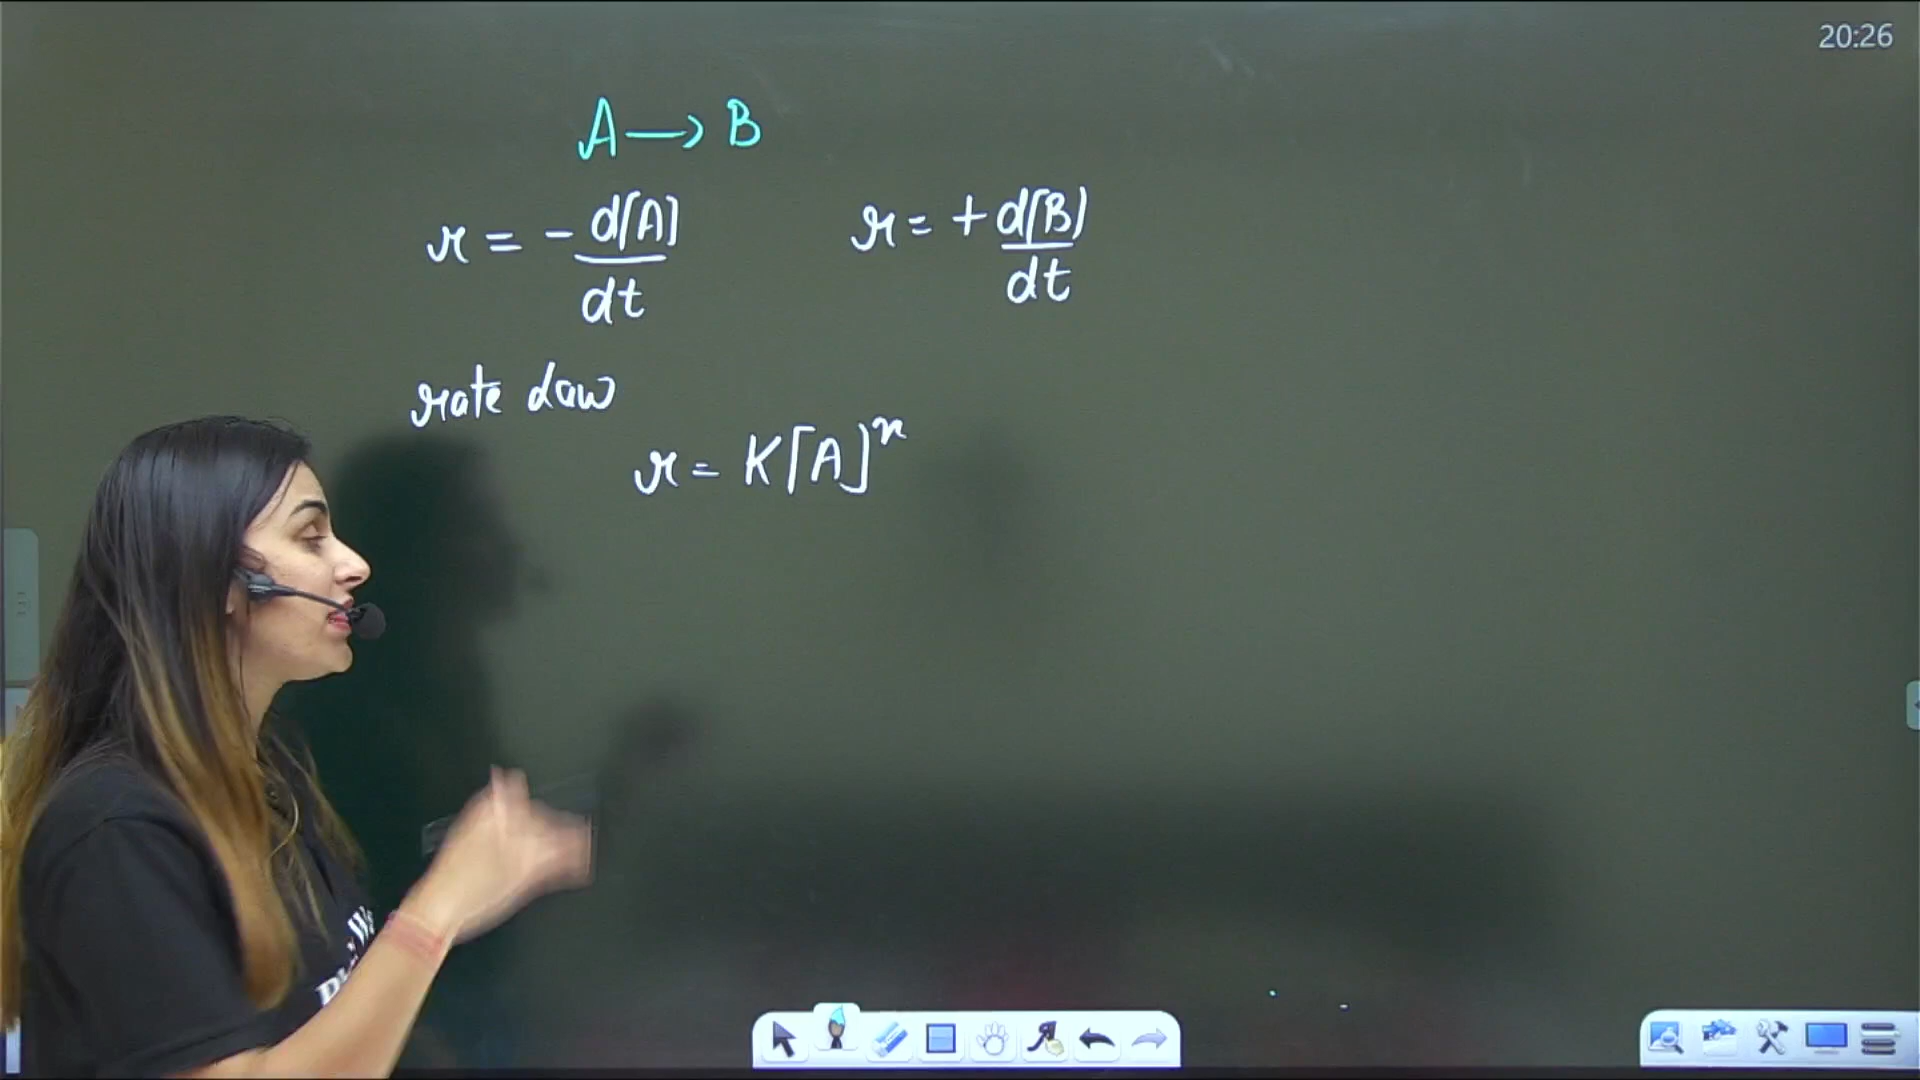 20:26
A → B
r = - d[A]/dt
r = + d[B]/dt
rate law
r = K[A]^n